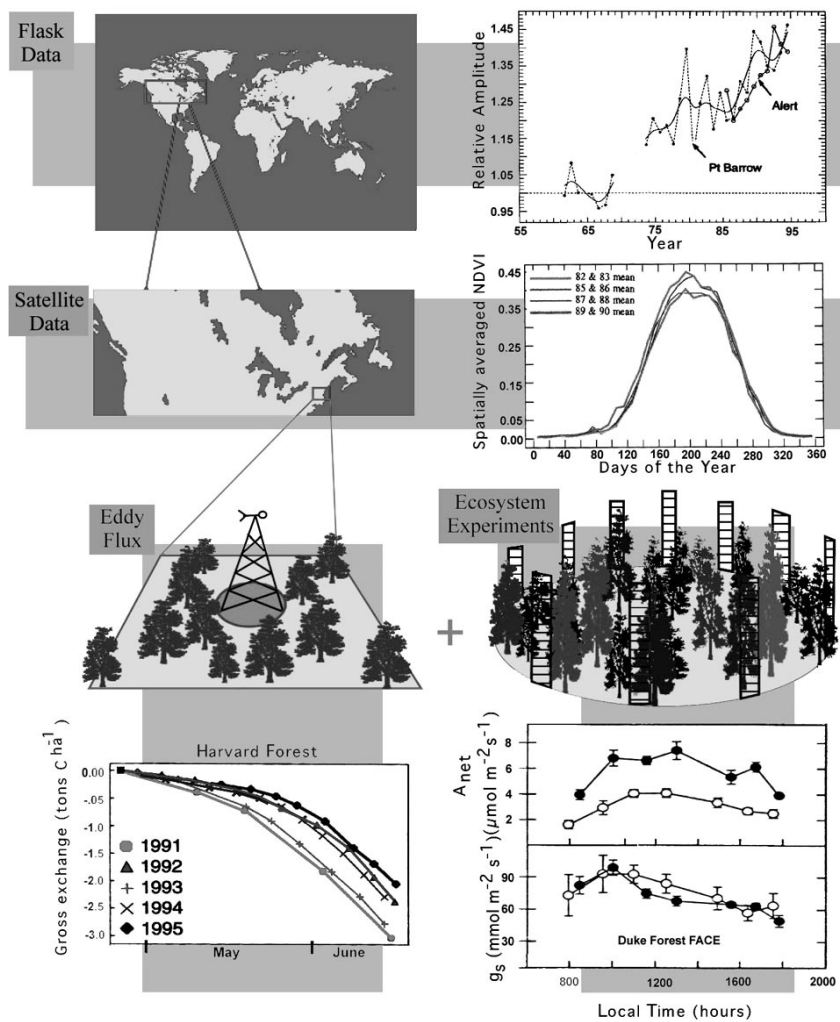 Flask
Data
Relative Amplitude
1.45
1.35
1.25
1.15
1.05
0.95
Alert
Pt Barrow
55
65
75
85
95
Year
Satellite
Data
Spatially averaged NDVI
0.45
0.35
0.25
0.15
0.05
0.00
82 & 83 mean
85 & 86 mean
87 & 88 mean
89 & 90 mean
0 40 80 120 160 200 240 280 320 360
Days of the Year
Eddy
Flux
+
Ecosystem
Experiments
Harvard Forest
Gross exchange (tons C ha̅¹)
0.00
-.05
-1.0
-1.5
-2.0
-2.5
-3.0
1991
1992
1993
1994
1995
May
June
Anet
(µmol m-2 s-1)
8
6
4
2
gs
(mmol m-2 s-1)
90
60
30
Duke Forest FACE
800 1200 1600 2000
Local Time (hours)